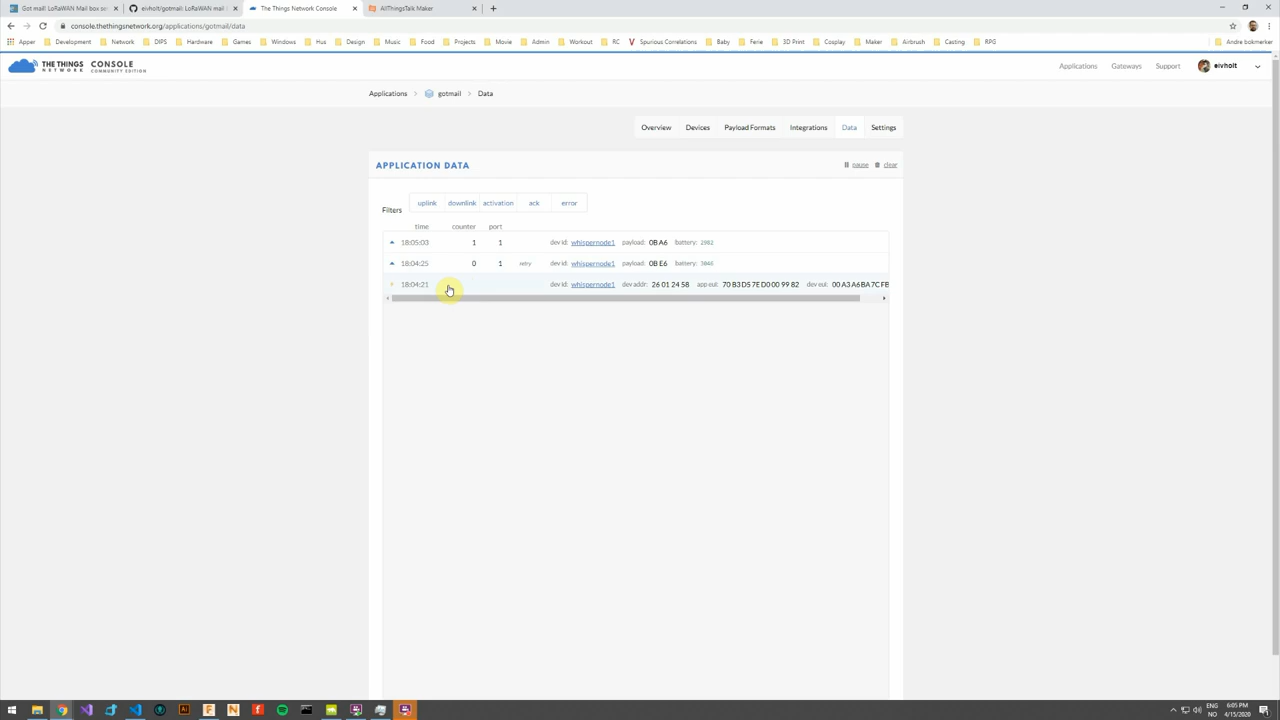 Got mail! LoRaWAN Mail box se
eivholt/gotmail: LoRaWAN mail
The Things Network Console
AllThingsTalk Maker
console.thethingsnetwork.org/applications/gotmail/data
Apper Development Network DIPS Hardware Games Windows Hus Design Music Food Projects Movie Admin Workout RC Spurious Correlations Baby Ferie 3D Print Cosplay Maker Airbrush Casting RPG Andre bokmerker
THE THINGS NETWORK CONSOLE COMMUNITY EDITION
Applications Gateways Support eivholt
Applications > gotmail > Data
Overview Devices Payload Formats Integrations Data Settings
APPLICATION DATA
pause clear
Filters uplink downlink activation ack error
time counter port
18:05:03 1 1 dev id: whispernode1 payload: 0B A6 battery: 2982
18:04:25 0 1 retry dev id: whispernode1 payload: 0B E6 battery: 3046
18:04:21 dev id: whispernode1 dev addr: 26 01 24 58 app eui: 70 B3 D5 7E D0 00 99 82 dev eui: 00 A3 A6 BA 7C FB
ENG 6:05 PM
NO 4/15/2020